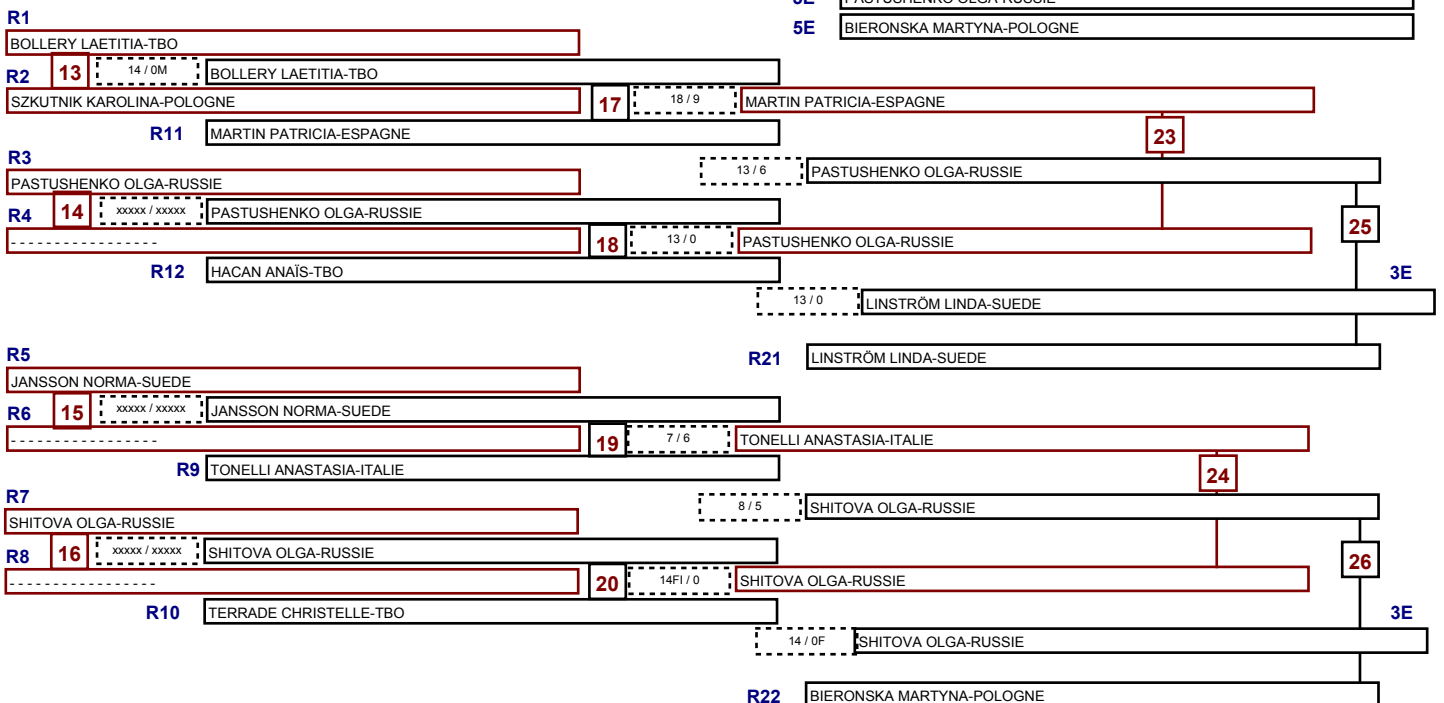 PASTUSHENKO OLGA-RUSSIE
5E BIERONSKA MARTYNA-POLOGNE
R1
BOLLERY LAETITIA-TBO
R2 13 14 / 0M BOLLERY LAETITIA-TBO
SZKUTNIK KAROLINA-POLOGNE 17 18 / 9 MARTIN PATRICIA-ESPAGNE
R11 MARTIN PATRICIA-ESPAGNE 23
R3 13 / 6 PASTUSHENKO OLGA-RUSSIE
PASTUSHENKO OLGA-RUSSIE
R4 14 xxxxx / xxxxx PASTUSHENKO OLGA-RUSSIE 25
- - - - - - - - - - - - - - - - - 18 13 / 0 PASTUSHENKO OLGA-RUSSIE
R12 HACAN ANAÏS-TBO 3E
13 / 0 LINSTRÖM LINDA-SUEDE
R5 R21 LINSTRÖM LINDA-SUEDE
JANSSON NORMA-SUEDE
R6 15 xxxxx / xxxxx JANSSON NORMA-SUEDE
- - - - - - - - - - - - - - - - - 19 7 / 6 TONELLI ANASTASIA-ITALIE
R9 TONELLI ANASTASIA-ITALIE 24
R7 8 / 5 SHITOVA OLGA-RUSSIE
SHITOVA OLGA-RUSSIE
R8 16 xxxxx / xxxxx SHITOVA OLGA-RUSSIE 26
- - - - - - - - - - - - - - - - - 20 14FI / 0 SHITOVA OLGA-RUSSIE
R10 TERRADE CHRISTELLE-TBO 3E
14 / 0F SHITOVA OLGA-RUSSIE
R22 BIERONSKA MARTYNA-POLOGNE